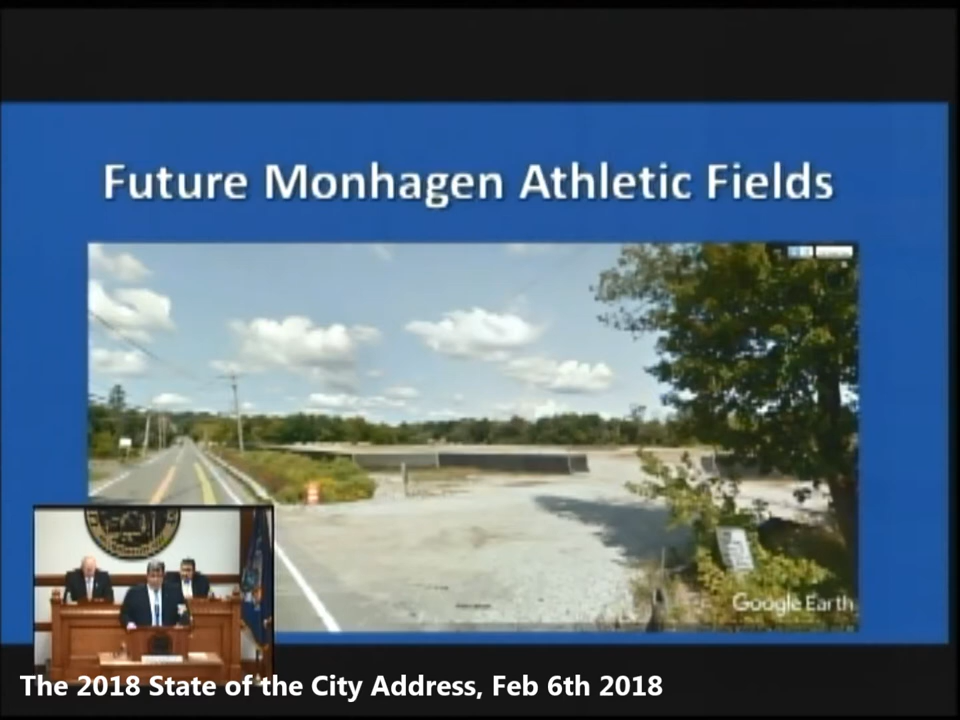 Future Monhagen Athletic Fields
Google Earth
The 2018 State of the City Address, Feb 6th 2018